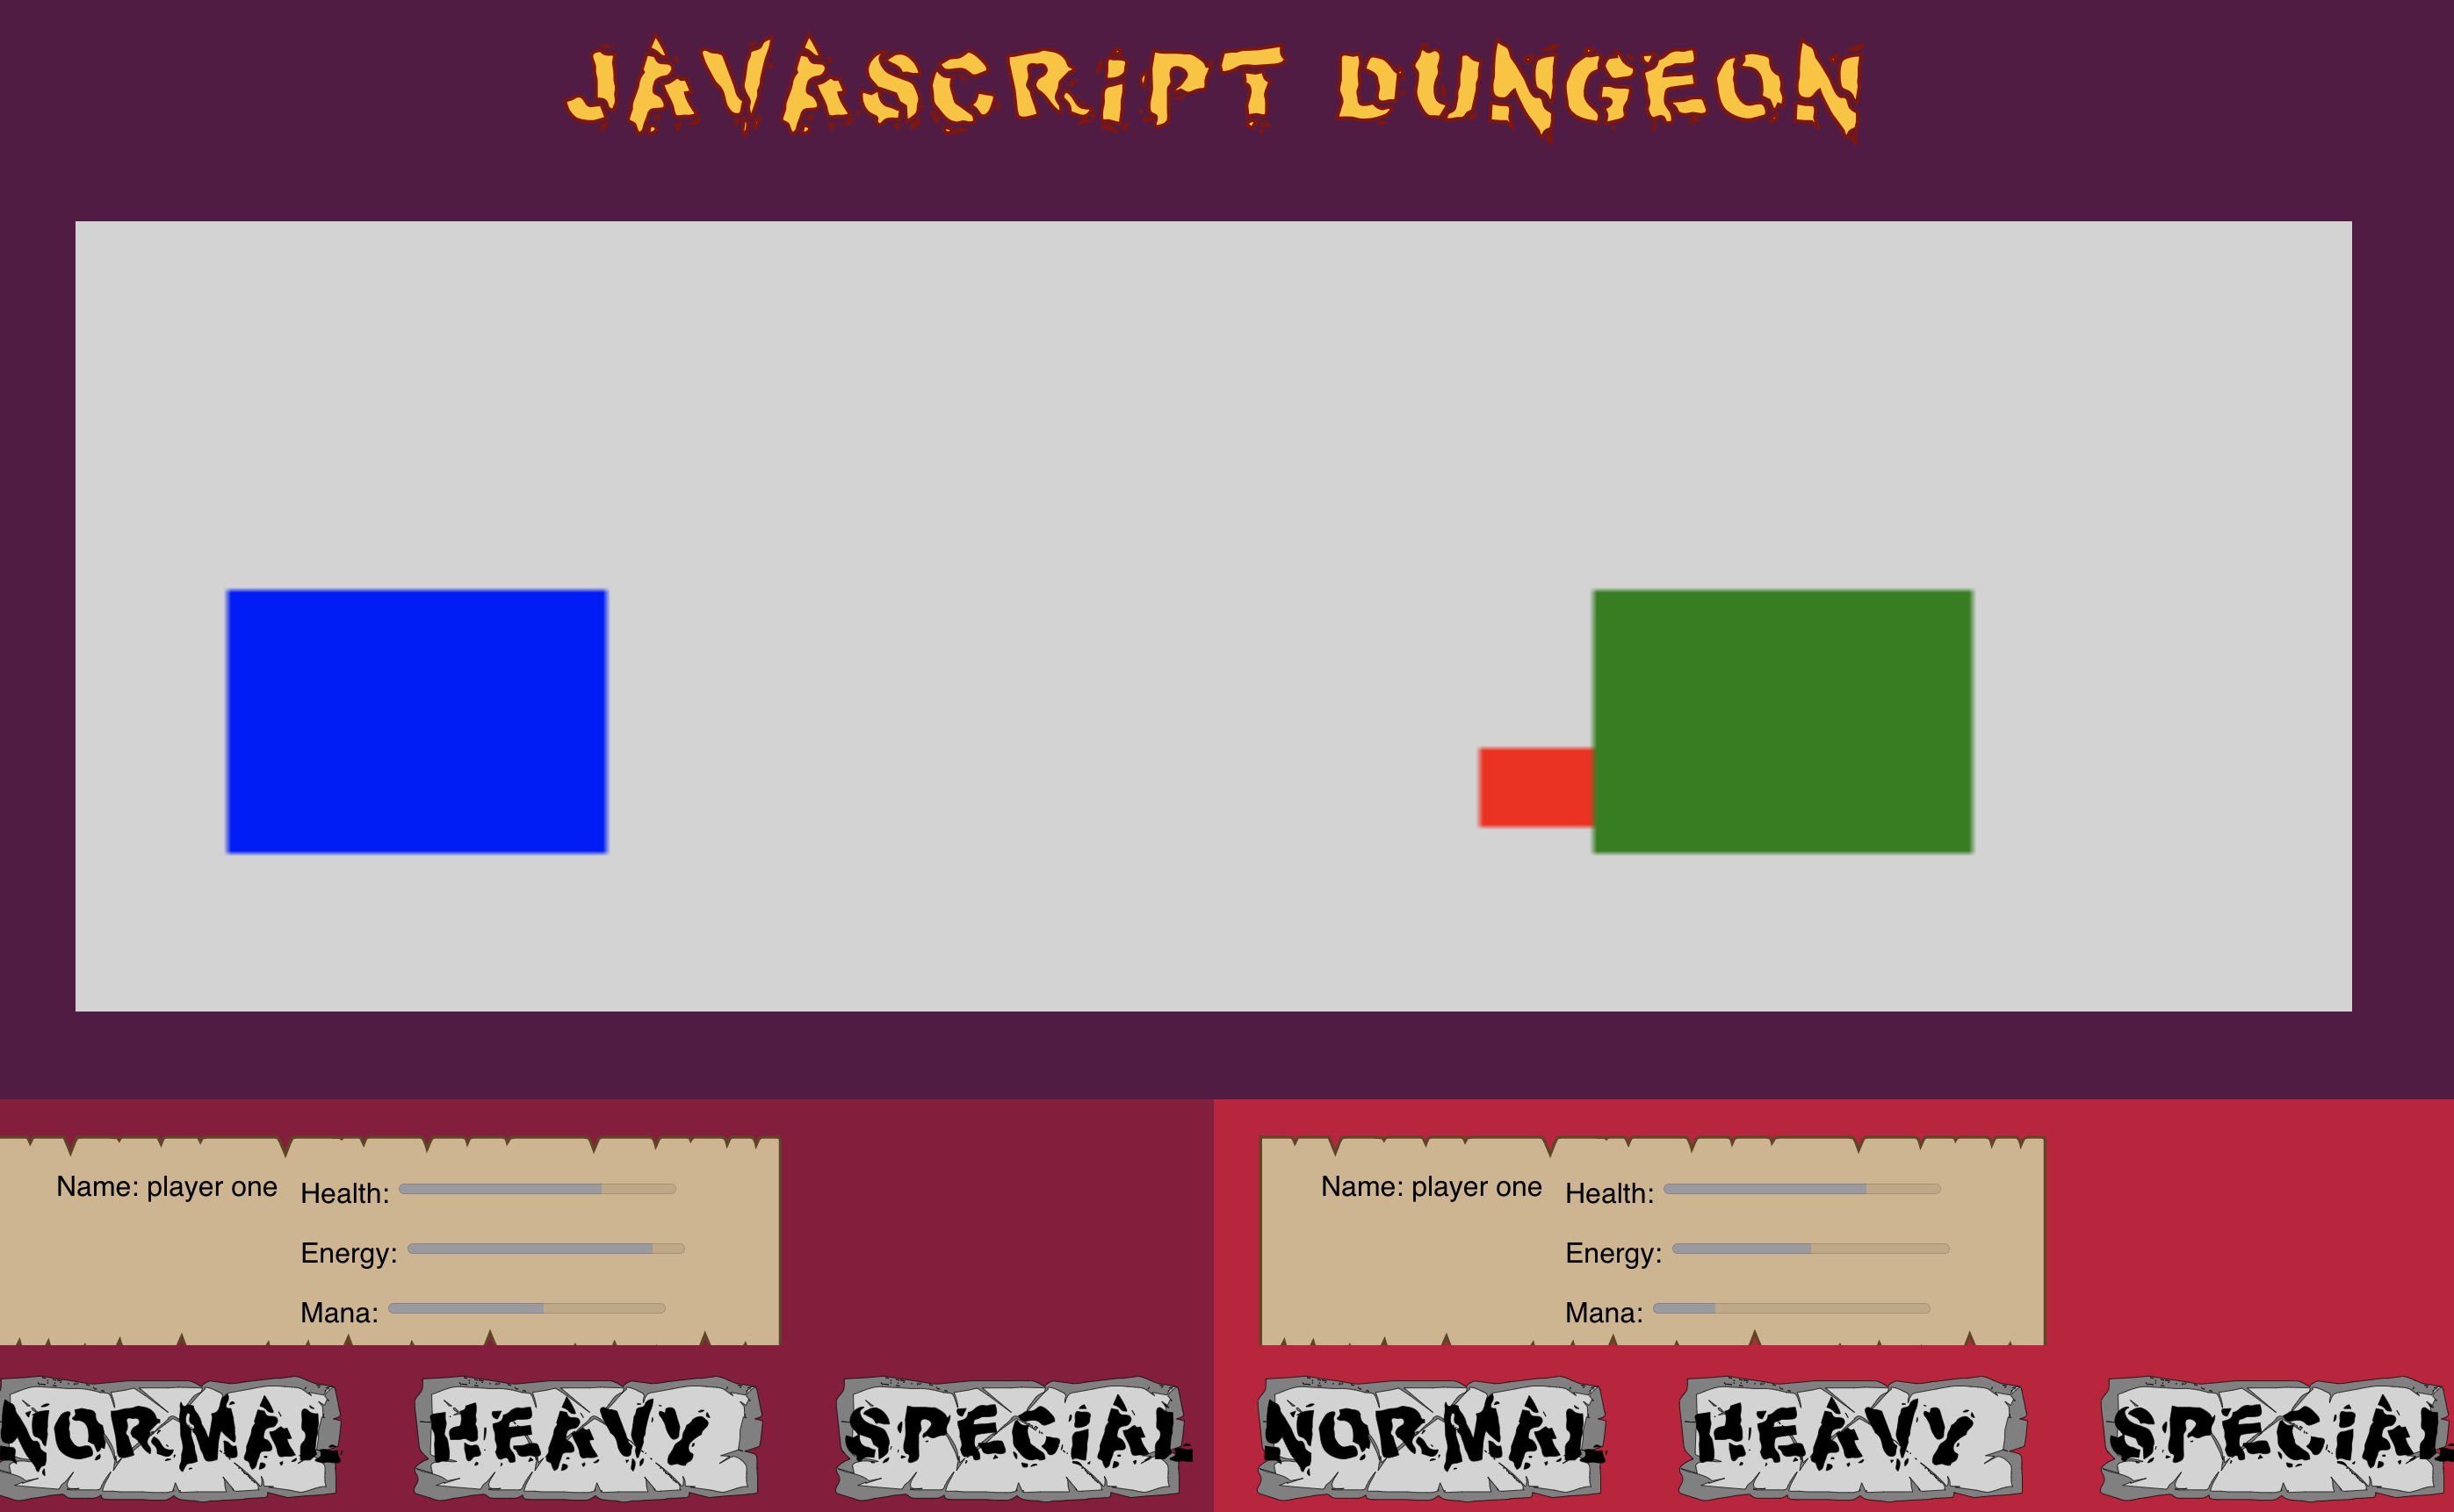 JAVASCRiPT DUNGEON
Name: player one
Health:
Energy:
Mana:
NORMAL
HEAVY
SPECiAL
Name: player one
Health:
Energy:
Mana:
NORMAL
HEAVY
SPECiAL